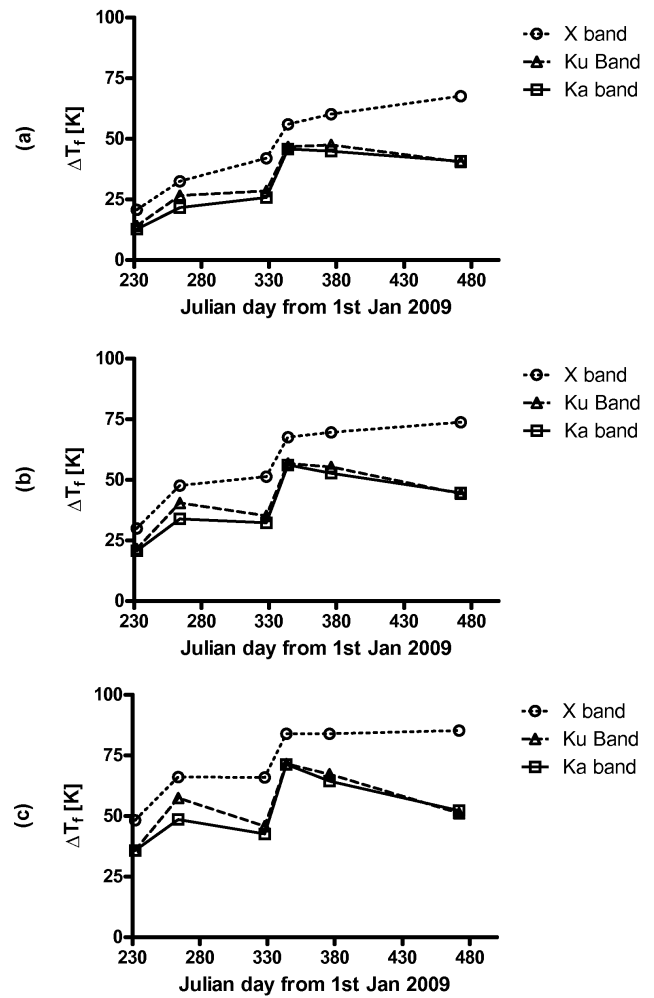 (a)
ΔTf [K]
100
75
50
25
0
230 280 330 380 430 480
Julian day from 1st Jan 2009
X band
Ku Band
Ka band
(b)
ΔTf [K]
100
75
50
25
0
230 280 330 380 430 480
Julian day from 1st Jan 2009
X band
Ku Band
Ka band
(c)
ΔTf [K]
100
75
50
25
0
230 280 330 380 430 480
Julian day from 1st Jan 2009
X band
Ku Band
Ka band